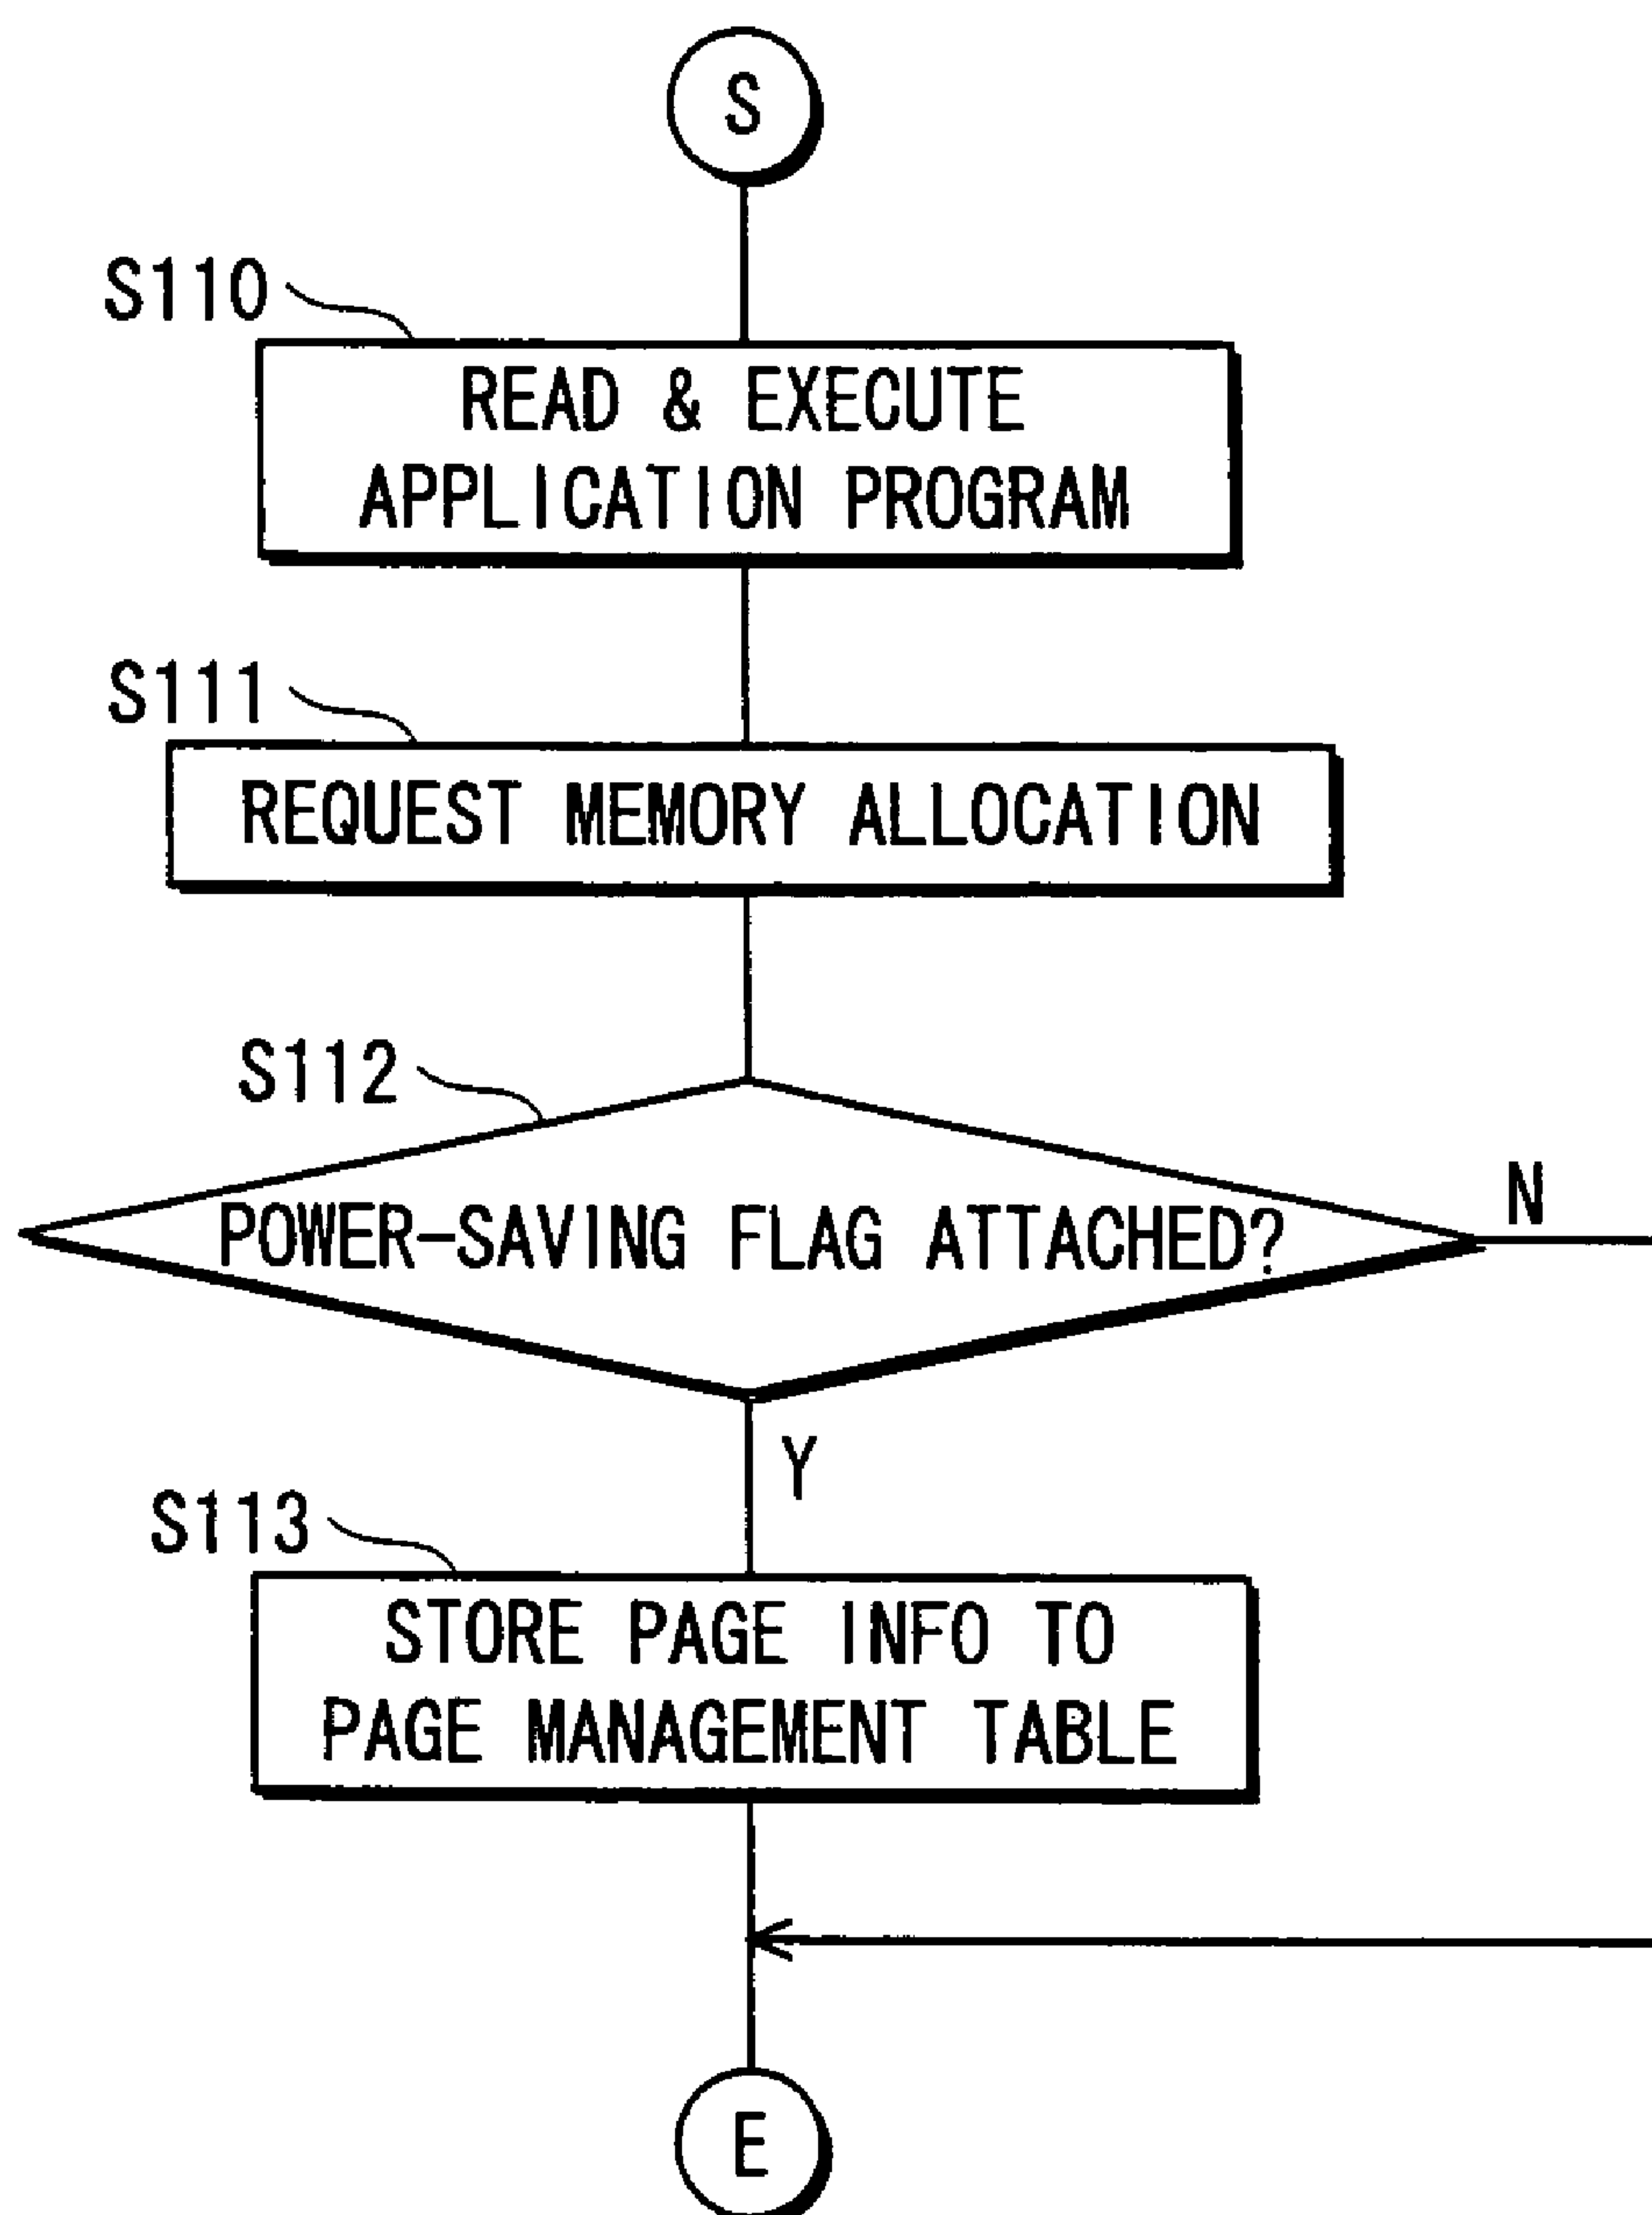 S
S110
READ & EXECUTE
APPLICATION PROGRAM
S111
REQUEST MEMORY ALLOCATION
S112
POWER-SAVING FLAG ATTACHED?
N
Y
S113
STORE PAGE INFO TO
PAGE MANAGEMENT TABLE
E